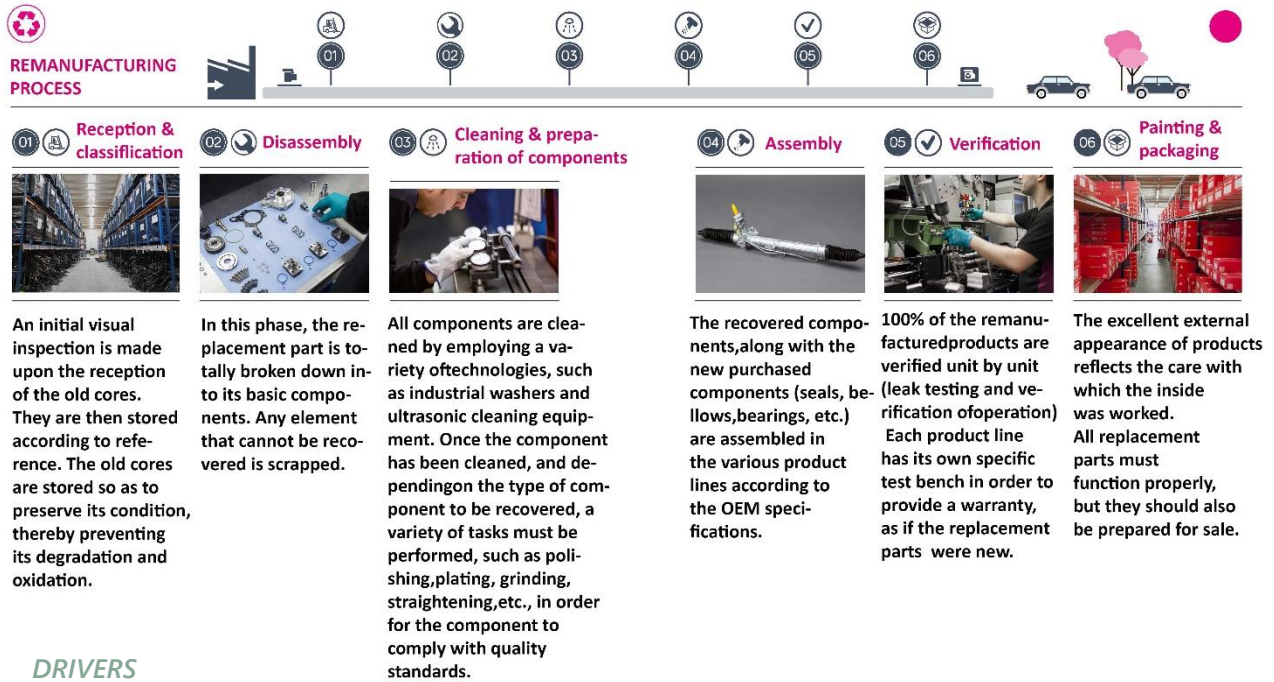 REMANUFACTURING
PROCESS
01
02
03
04
05
06
01
Reception &
classiflication
An initial visual
inspection is made
upon the reception
of the old cores.
They are then stored
according to refe-
rence. The old cores
are stored so as to
preserve its condition,
thereby preventing
its degradation and
oxidation.
02
Disassembly
In this phase, the re-
placement part is to-
tally broken down in-
to its basic compo-
nents. Any element
that cannot be reco-
vered is scrapped.
03
Cleaning & prepa-
ration of components
All components are clea-
ned by employing a va-
riety oftechnologies, such
as industrial washers and
ultrasonic cleaning equip-
ment. Once the component
has been cleaned, and de-
pendingon the type of com-
ponent to be recovered, a
variety of tasks must be
performed, such as poli-
shing,plating, grinding,
straightening,etc., in order
for the component to
comply with quality
standards.
04
Assembly
The recovered compo-
nents,along with the
new purchased
components (seals, be-
llows,bearings, etc.)
are assembled in
the various product
lines according to
the OEM speci-
fications.
05
Verification
100% of the remanu-
facturedproducts are
verified unit by unit
(leak testing and ve-
rification ofoperation)
Each product line
has its own specific
test bench in order to
provide a warranty,
as if the replacement
parts were new.
06
Painting &
packaging
The excellent external
appearance of products
reflects the care with
which the inside
was worked.
All replacement
parts must
function properly,
but they should also
be prepared for sale.
DRIVERS